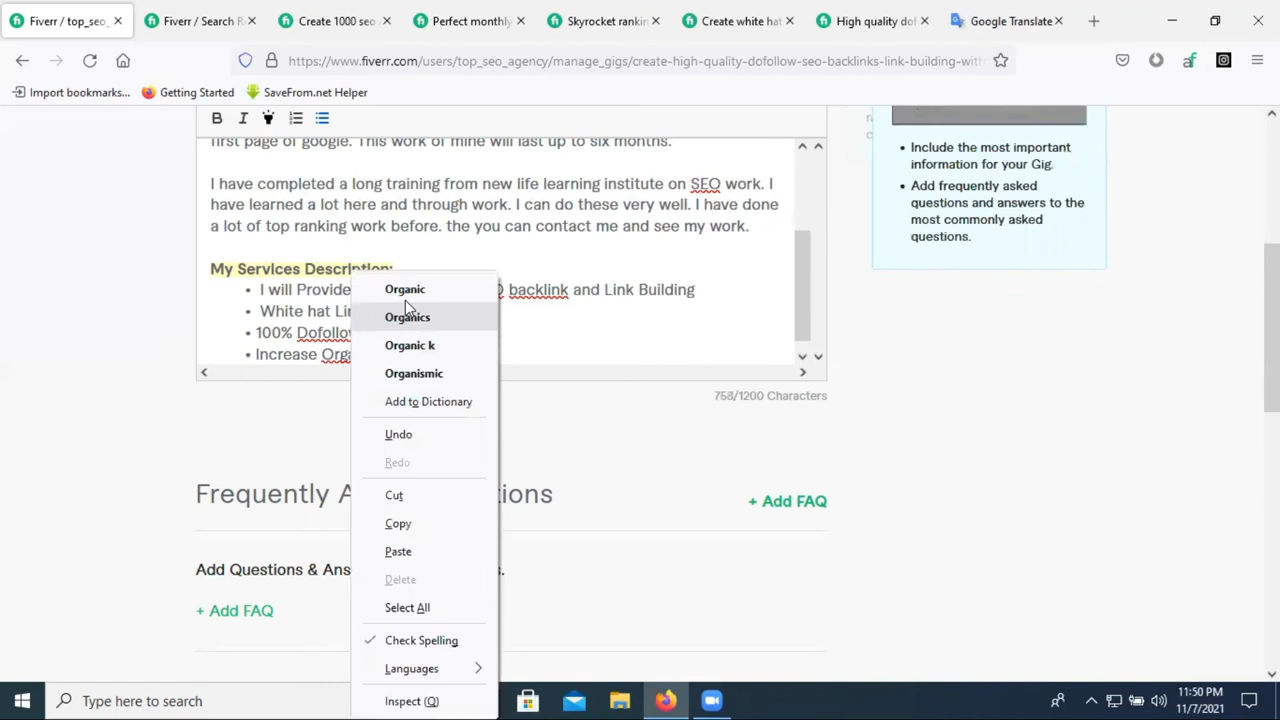 Fiverr / top_seo_
Fiverr / Search R
Create 1000 seo
Perfect monthly
Skyrocket rankin
Create white hat
High quality dof
Google Translate
https://www.fiverr.com/users/top_seo_agency/manage_gigs/create-high-quality-dofollow-seo-backlinks-link-building-with
Import bookmarks...
Getting Started
SaveFrom.net Helper
B I
first page of google. This work of mine will last up to six months.
I have completed a long training from new life learning institute on SEO work. I
have learned a lot here and through work. I can do these very well. I have done
a lot of top ranking work before. the you can contact me and see my work.
My Services Description:
• I will Provide
backlink and Link Building
• White hat
• 100%
• Increase
758/1200 Characters
• Include the most important
information for your Gig.
• Add frequently asked
questions and answers to the
most commonly asked
questions.
Organic
Organics
Organic k
Organismic
Add to Dictionary
Undo
Redo
Cut
Copy
Paste
Delete
Select All
Check Spelling
Languages
Inspect (Q)
Frequently
+ Add FAQ
Add Questions &
+ Add FAQ
Type here to search
11:50 PM
11/7/2021